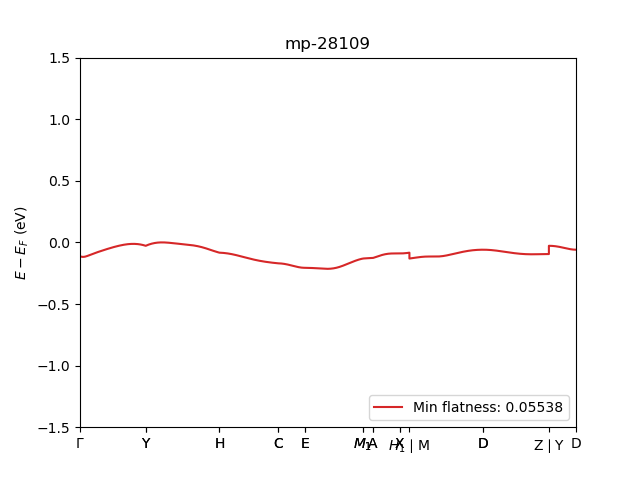 mp-28109
1.5
1.0
0.5
0.0
−0.5
−1.0
−1.5
E − E_F (eV)
Min flatness: 0.05538
Γ Y H C E M₁ A X H₁ | M D Z | Y D